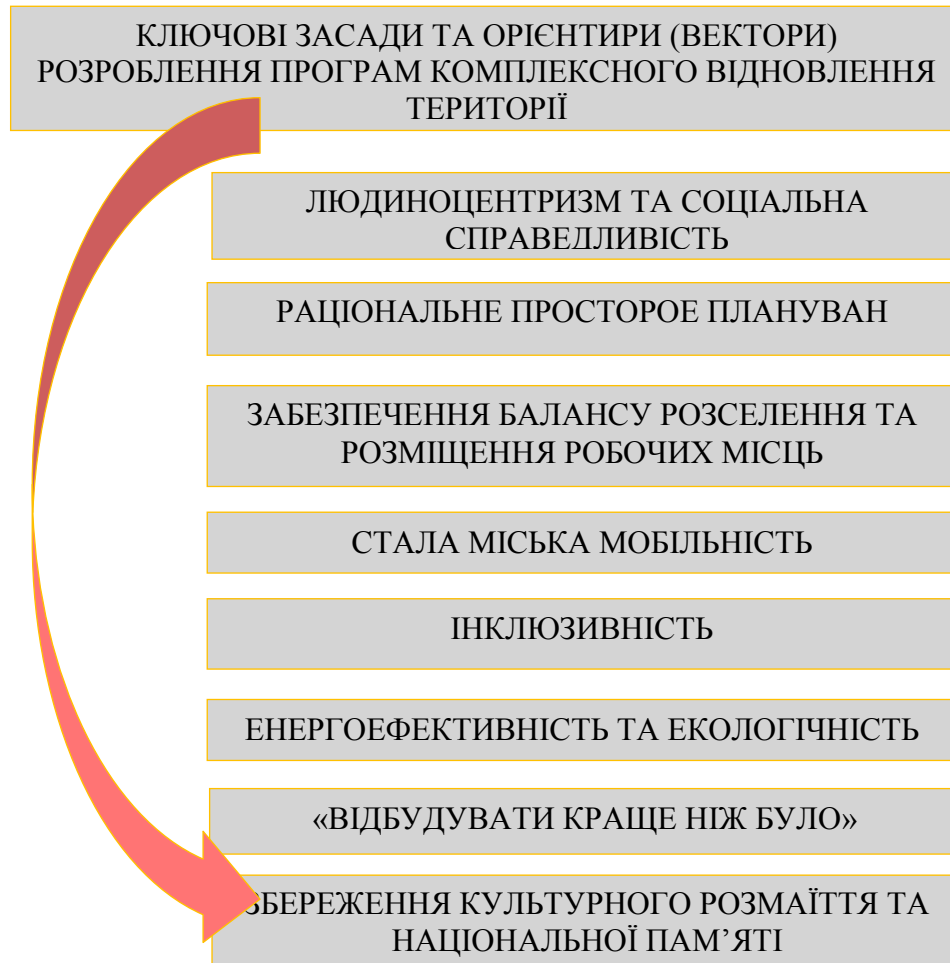 КЛЮЧОВІ ЗАСАДИ ТА ОРІЄНТИРИ (ВЕКТОРИ)
РОЗРОБЛЕННЯ ПРОГРАМ КОМПЛЕКСНОГО ВІДНОВЛЕННЯ
ТЕРИТОРІЇ
ЛЮДИНОЦЕНТРИЗМ ТА СОЦІАЛЬНА
СПРАВЕДЛИВІСТЬ
РАЦІОНАЛЬНЕ ПРОСТОРОЕ ПЛАНУВАН
ЗАБЕЗПЕЧЕННЯ БАЛАНСУ РОЗСЕЛЕННЯ ТА
РОЗМІЩЕННЯ РОБОЧИХ МІСЦЬ
СТАЛА МІСЬКА МОБІЛЬНІСТЬ
ІНКЛЮЗИВНІСТЬ
ЕНЕРГОЕФЕКТИВНІСТЬ ТА ЕКОЛОГІЧНІСТЬ
«ВІДБУДУВАТИ КРАЩЕ НІЖ БУЛО»
ЗБЕРЕЖЕННЯ КУЛЬТУРНОГО РОЗМАЇТТЯ ТА
НАЦІОНАЛЬНОЇ ПАМ’ЯТІ